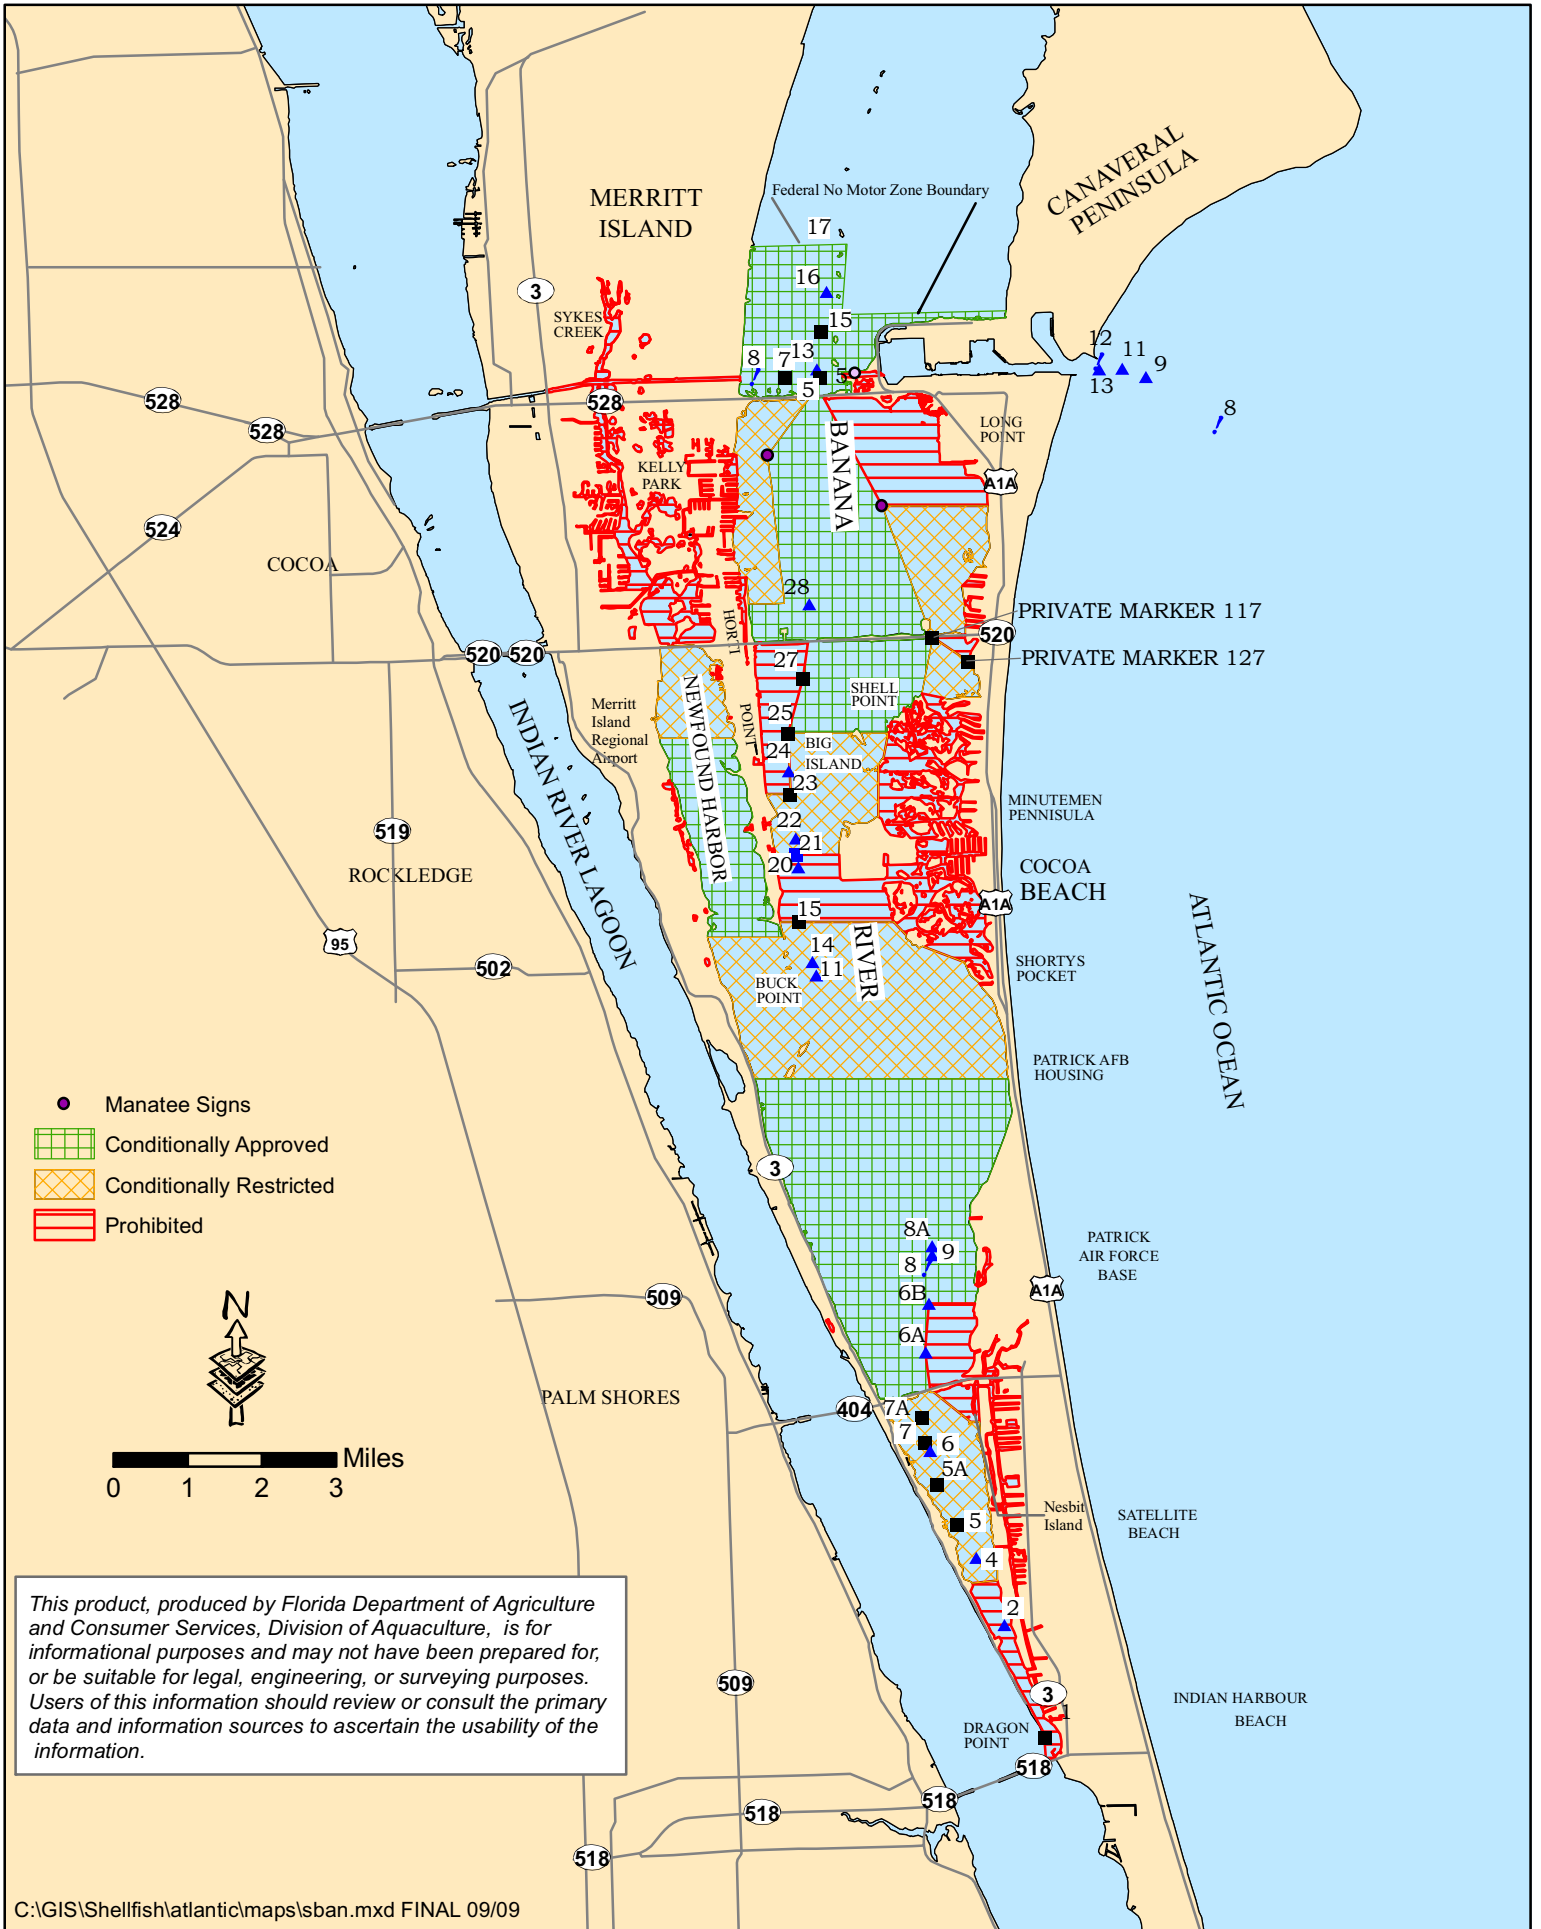 Federal No Motor Zone Boundary
CANAVERAL
PENINSULA
MERRITT
ISLAND
17
16
3
15
SYKES
CREEK
13
8
7
5
5
12
11
9
13
8
528
528
528
BANANA
LONG
POINT
KELLY
PARK
A1A
524
COCOA
28
HORTI
POINT
PRIVATE MARKER 117
520
520
520
PRIVATE MARKER 127
27
SHELL
POINT
NEWFOUND HARBOR
Merritt
Island
Regional
Airport
INDIAN RIVER LAGOON
25
BIG
ISLAND
24
23
MINUTEMEN
PENNISULA
22
21
20
519
ROCKLEDGE
COCOA
BEACH
A1A
15
ATLANTIC OCEAN
95
502
14
11
RIVER
BUCK
POINT
SHORTYS
POCKET
PATRICK AFB
HOUSING
Manatee Signs
Conditionally Approved
Conditionally Restricted
Prohibited
3
8A
9
8
PATRICK
AIR FORCE
BASE
6B
A1A
509
N
6A
PALM SHORES
404
7A
7
6
5A
Miles
0 1 2 3
Nesbit
Island
5
SATELLITE
BEACH
4
2
This product, produced by Florida Department of Agriculture
and Consumer Services, Division of Aquaculture, is for
informational purposes and may not have been prepared for,
or be suitable for legal, engineering, or surveying purposes.
Users of this information should review or consult the primary
data and information sources to ascertain the usability of the
information.
509
3
1
INDIAN HARBOUR
BEACH
DRAGON
POINT
518
518
518
518
C:\GIS\Shellfish\atlantic\maps\sban.mxd FINAL 09/09